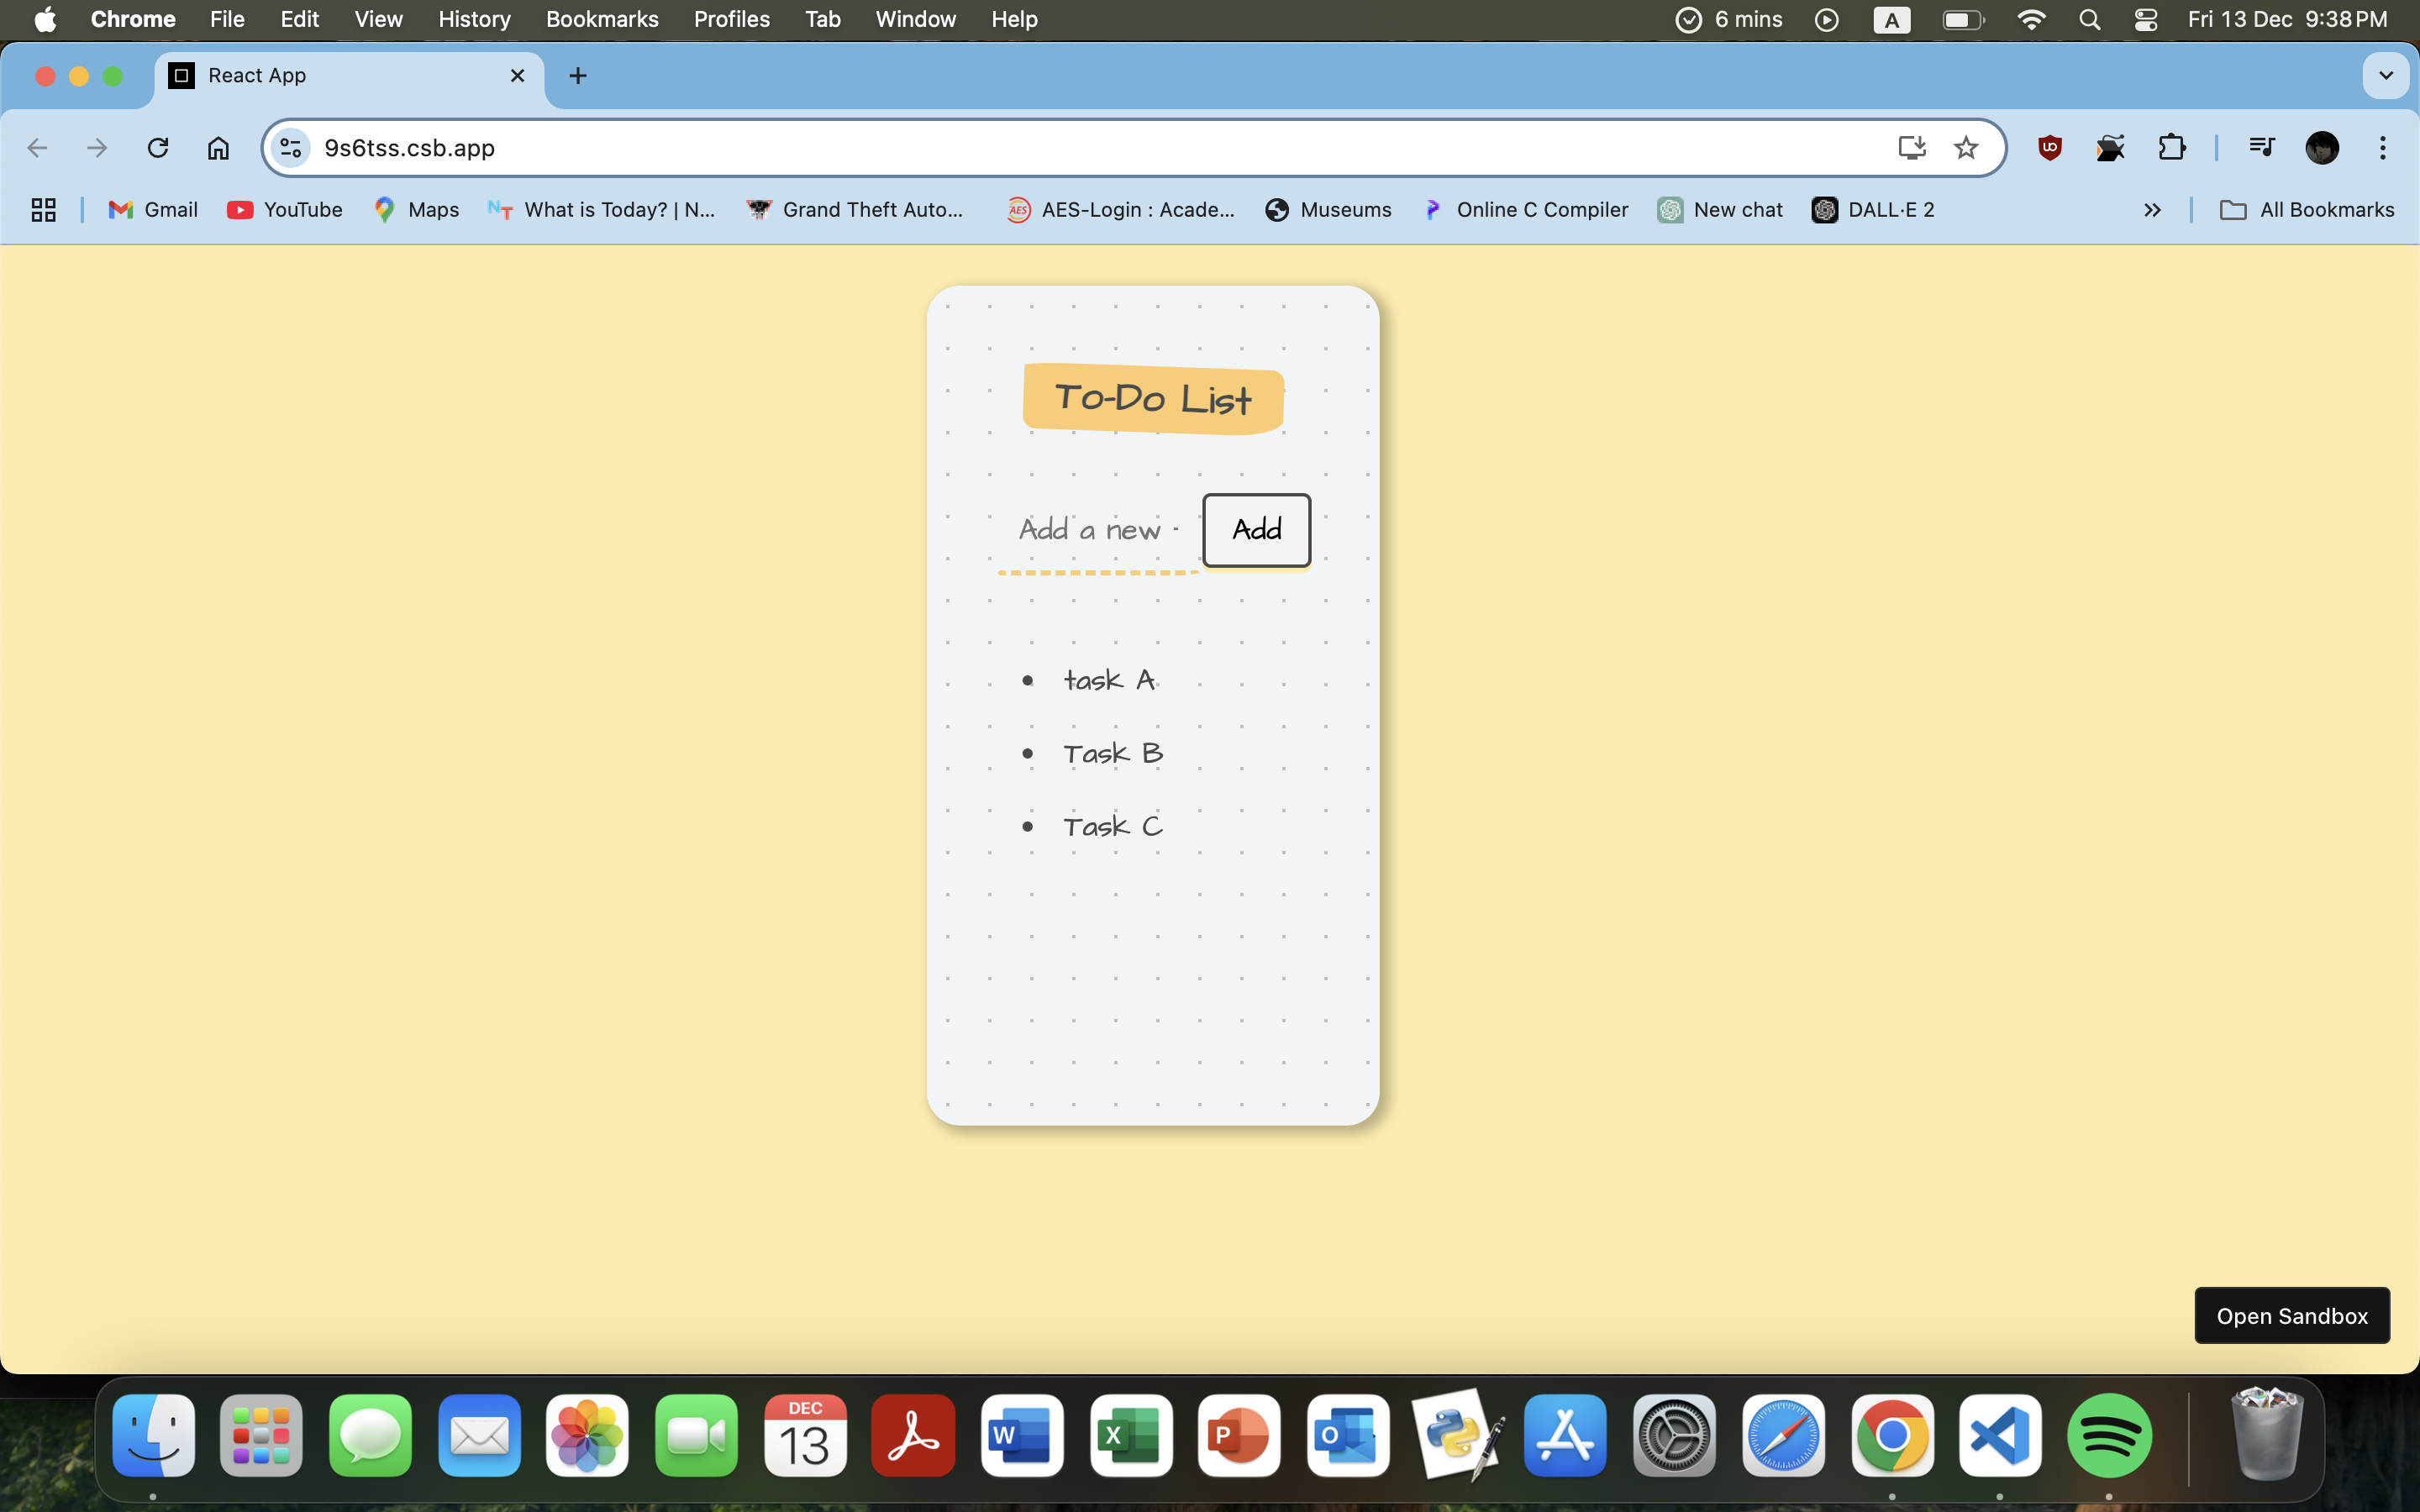 Chrome File Edit View History Bookmarks Profiles Tab Window Help 6 mins A Fri 13 Dec 9:38 PM
React App
9s6tss.csb.app
Gmail YouTube Maps What is Today? | N... Grand Theft Auto... AES-Login : Acade... Museums Online C Compiler New chat DALL·E 2 All Bookmarks
To-Do List
Add a new Add
• task A
• Task B
• Task C
Open Sandbox
DEC
13
W X P O